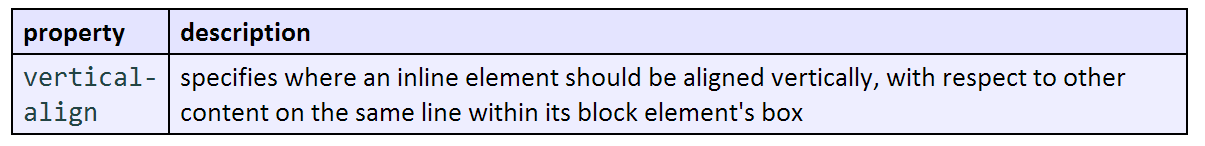 property description
vertical- specifies where an inline element should be aligned vertically, with respect to other
align content on the same line within its block element's box